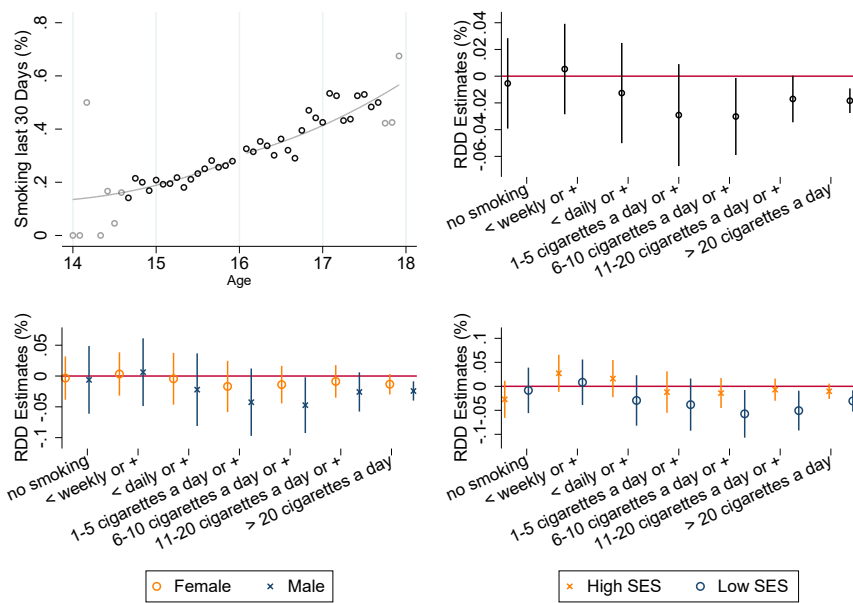 Smoking last 30 Days (%)
.8
.6
.4
.2
0
14 15 16 17 18
Age
RDD Estimates (%)
-.06-.04-.02 0 .02 .04
no smoking
< weekly or +
< daily or +
1-5 cigarettes a day or +
6-10 cigarettes a day or +
11-20 cigarettes a day or +
> 20 cigarettes a day
RDD Estimates (%)
-.1 -.05 0 .05
no smoking
< weekly or +
< daily or +
1-5 cigarettes a day or +
6-10 cigarettes a day or +
11-20 cigarettes a day or +
> 20 cigarettes a day
Female Male
RDD Estimates (%)
-.1-.05 0 .05 .1
no smoking
< weekly or +
< daily or +
1-5 cigarettes a day or +
6-10 cigarettes a day or +
11-20 cigarettes a day or +
> 20 cigarettes a day
High SES Low SES